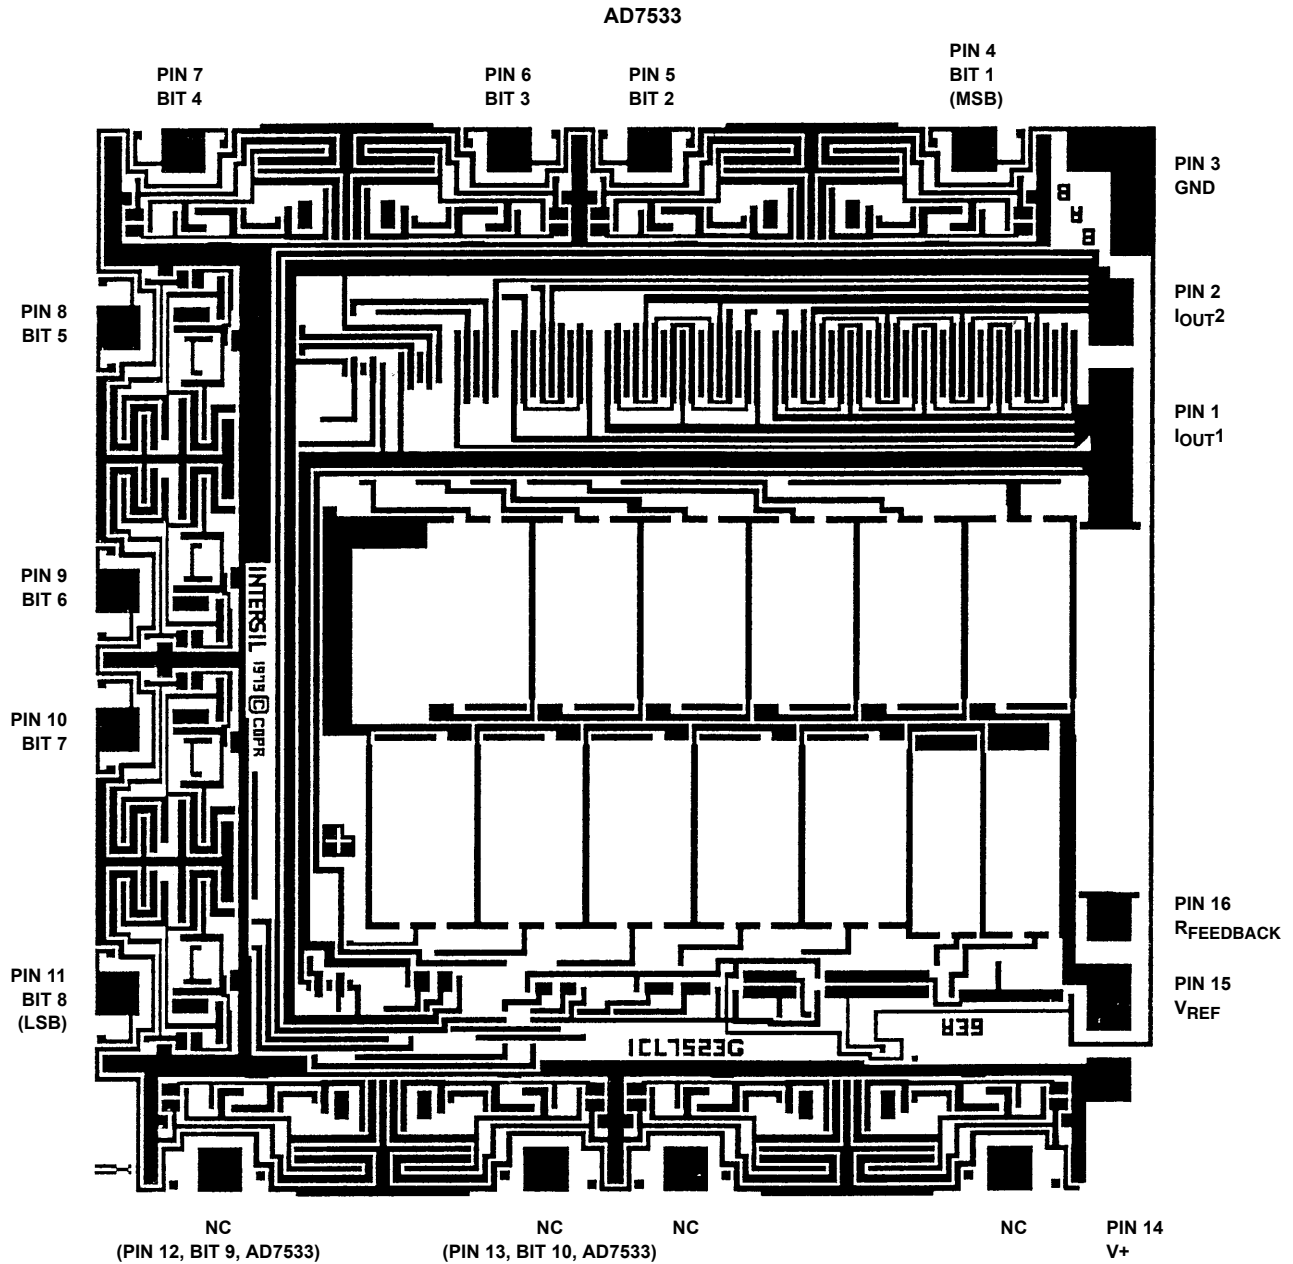 AD7533
PIN 7
BIT 4
PIN 6
BIT 3
PIN 5
BIT 2
PIN 4
BIT 1
(MSB)
PIN 3
GND
PIN 2
IOUT2
PIN 1
IOUT1
PIN 8
BIT 5
PIN 9
BIT 6
PIN 10
BIT 7
PIN 11
BIT 8
(LSB)
INTERSIL 1979 © COPR
PIN 16
RFEEDBACK
PIN 15
VREF
ICL7523G
NC
(PIN 12, BIT 9, AD7533)
NC
(PIN 13, BIT 10, AD7533)
NC
NC
PIN 14
V+